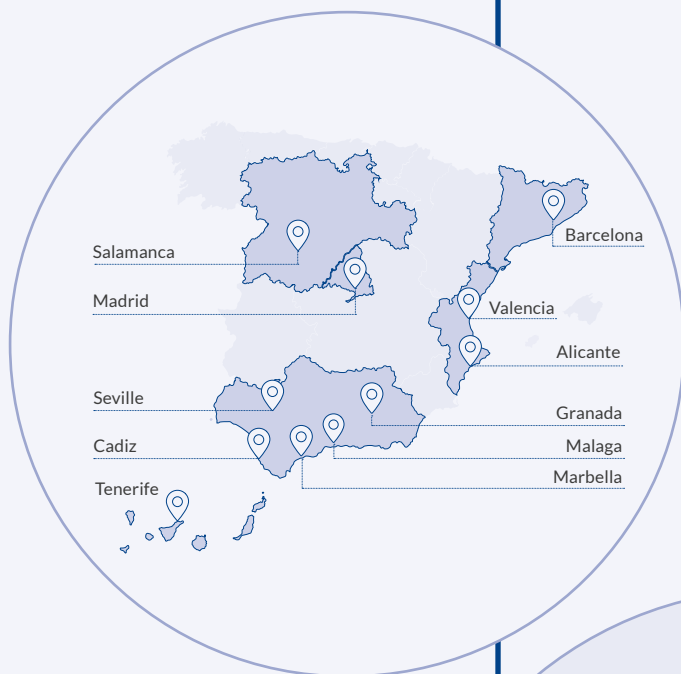 Salamanca
Madrid
Barcelona
Valencia
Alicante
Seville
Granada
Cadiz
Malaga
Marbella
Tenerife